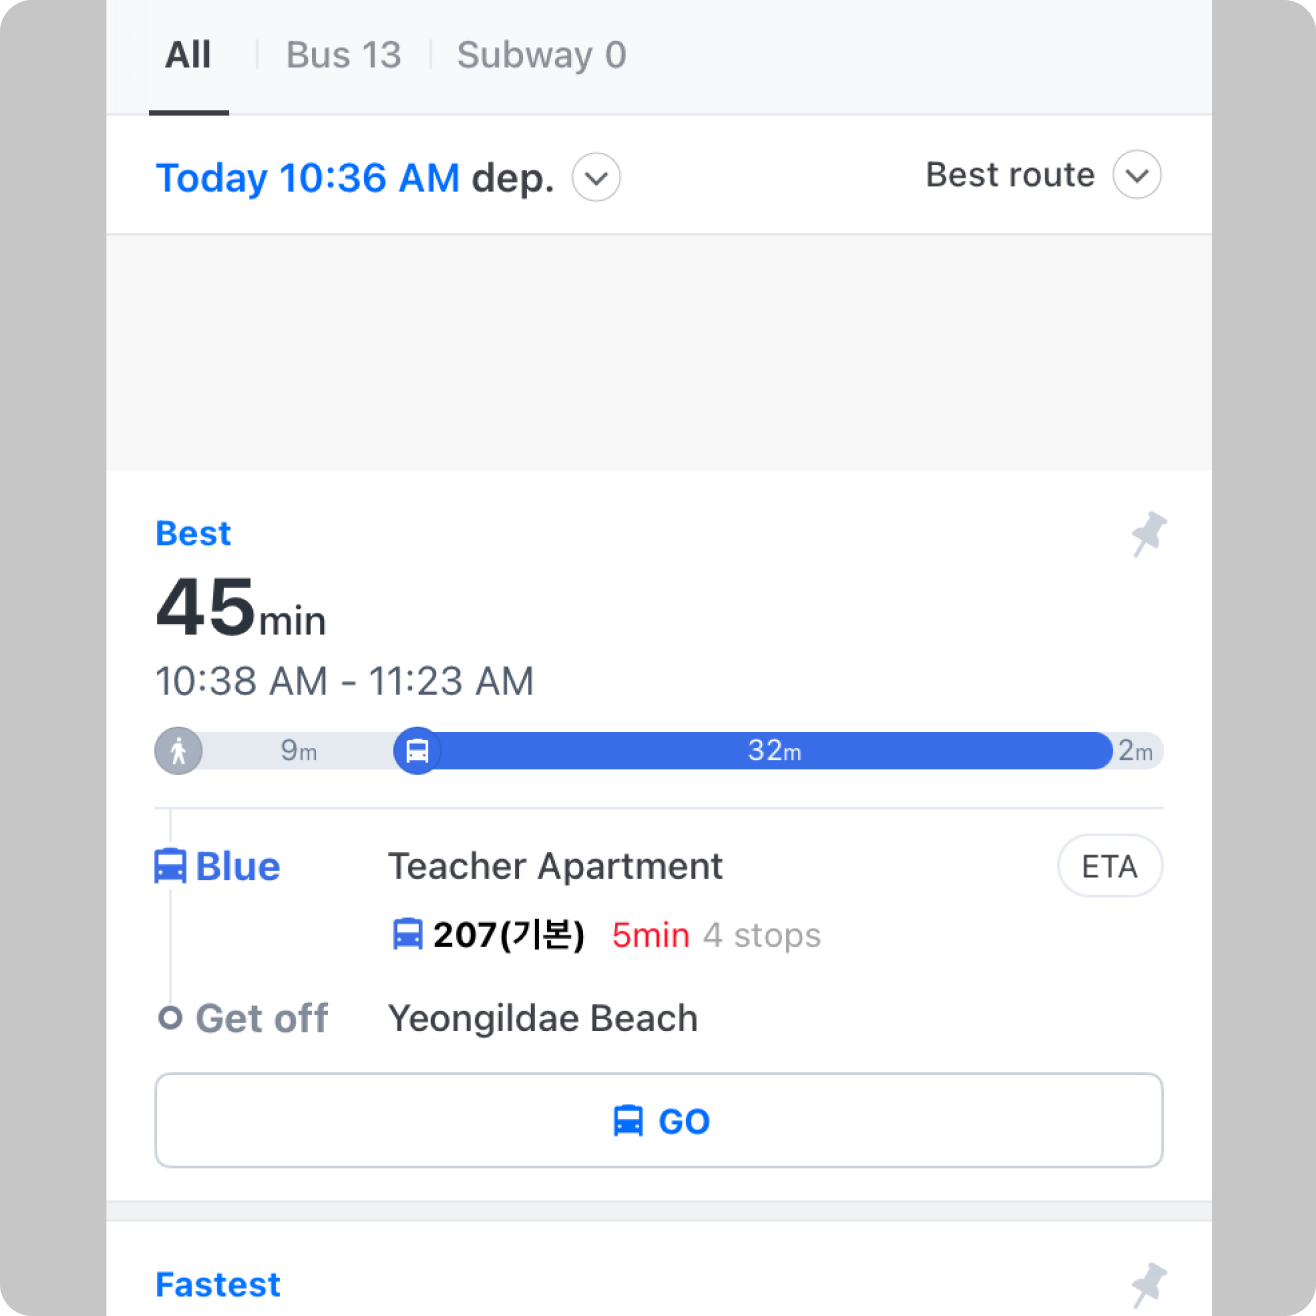 All Bus 13 Subway 0
Today 10:36 AM dep. Best route
Best
45min
10:38 AM - 11:23 AM
9m 32m 2m
Blue Teacher Apartment ETA
207(기본) 5min 4 stops
Get off Yeongildae Beach
GO
Fastest